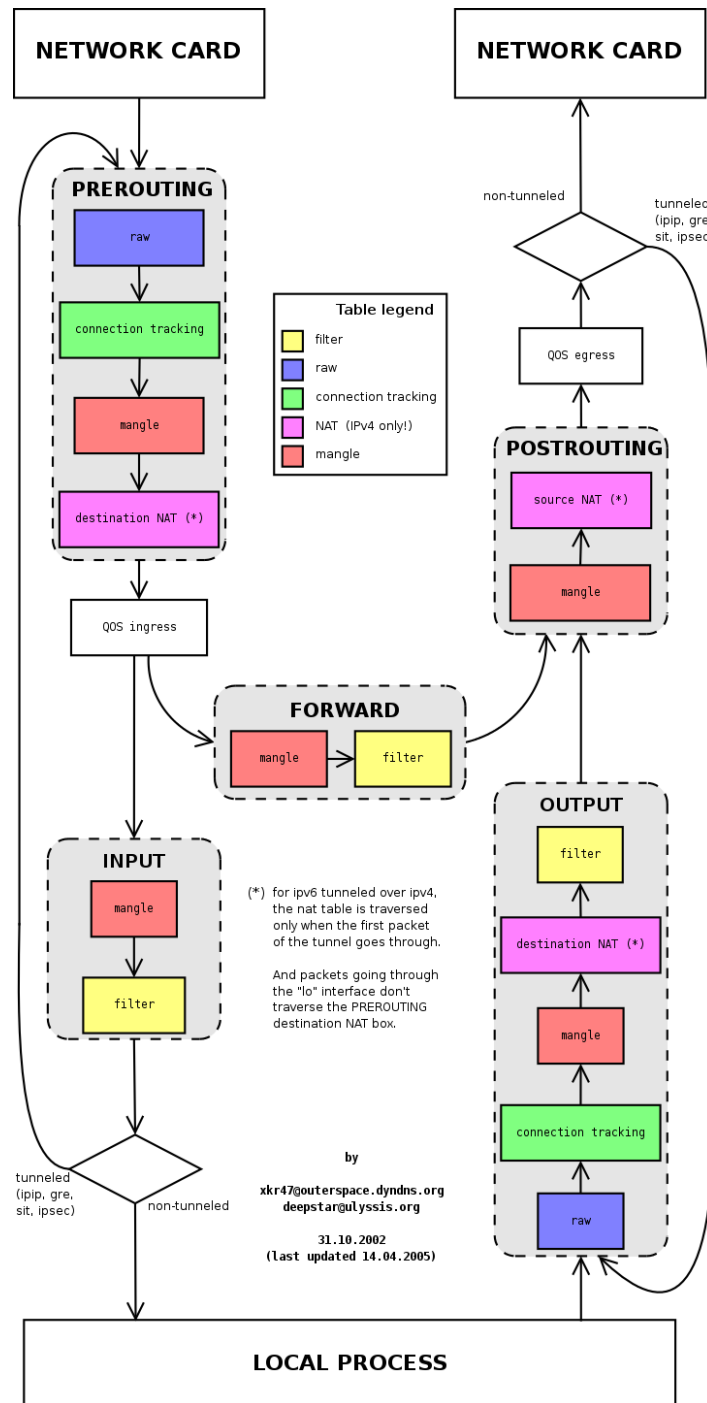 NETWORK CARD
NETWORK CARD
PREROUTING
raw
connection tracking
mangle
destination NAT (*)
QOS ingress
non-tunneled
tunneled
(ipip, gre,
sit, ipsec)
Table legend
filter
raw
connection tracking
NAT (IPv4 only!)
mangle
QOS egress
POSTROUTING
source NAT (*)
mangle
FORWARD
mangle
filter
INPUT
mangle
filter
(*) for ipv6 tunneled over ipv4,
the nat table is traversed
only when the first packet
of the tunnel goes through.
And packets going through
the "lo" interface don't
traverse the PREROUTING
destination NAT box.
OUTPUT
filter
destination NAT (*)
mangle
connection tracking
raw
tunneled
(ipip, gre,
sit, ipsec)
non-tunneled
by
xkr47@outerspace.dyndns.org
deepstar@ulyssis.org
31.10.2002
(last updated 14.04.2005)
LOCAL PROCESS